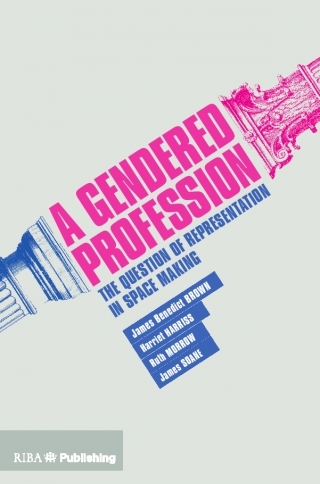 A GENDERED
PROFESSION
THE QUESTION OF REPRESENTATION
IN SPACE MAKING
James Benedict BROWN
Harriet HARRISS
Ruth MORROW
James SOANE
RIBA Publishing